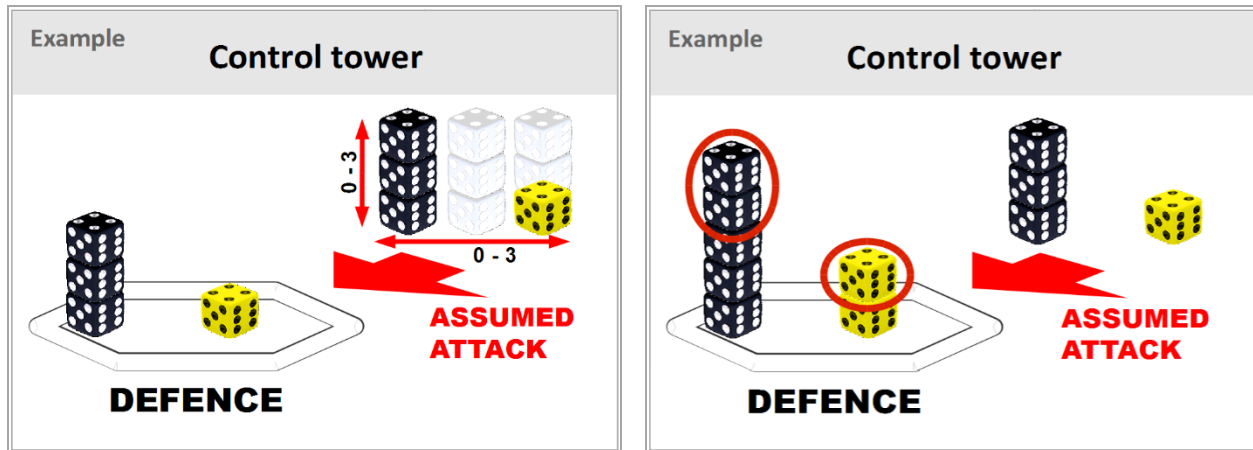 Example
Control tower
0 - 3
0 - 3
ASSUMED
ATTACK
DEFENCE
Example
Control tower
ASSUMED
ATTACK
DEFENCE